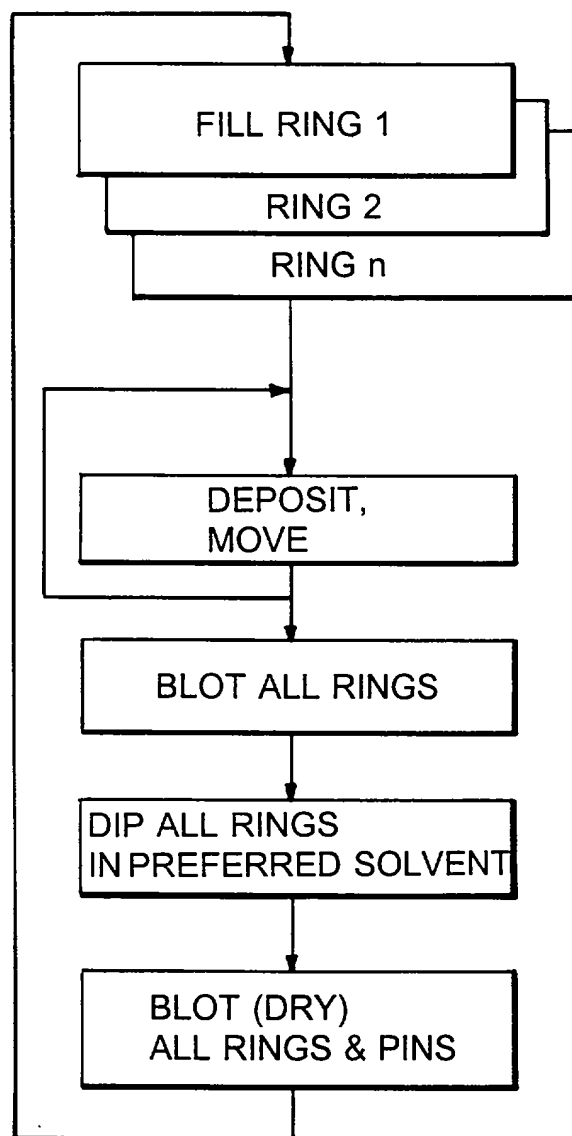 FILL RING 1
RING 2
RING n
DEPOSIT,
MOVE
BLOT ALL RINGS
DIP ALL RINGS
IN PREFERRED SOLVENT
BLOT (DRY)
ALL RINGS & PINS